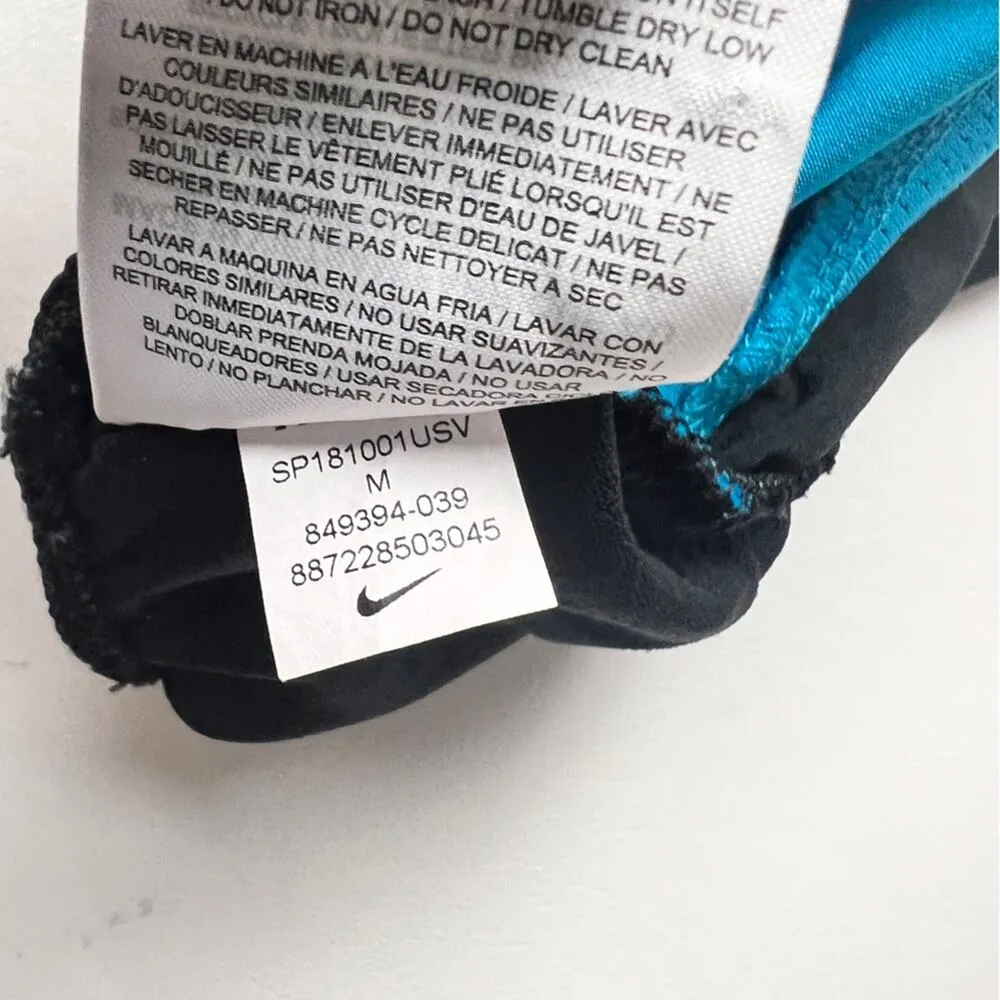 ITSELF
TUMBLE DRY LOW
DO NOT IRON / DO NOT DRY CLEAN
LAVER EN MACHINE A L'EAU FROIDE / LAVER AVEC
COULEURS SIMILAIRES / NE PAS UTILISER
D'ADOUCISSEUR / ENLEVER IMMEDIATEMENT / NE
PAS LAISSER LE VÊTEMENT PLIÉ LORSQU'IL EST
MOUILLÉ / NE PAS UTILISER D'EAU DE JAVEL /
SECHER EN MACHINE CYCLE DELICAT / NE PAS
REPASSER / NE PAS NETTOYER A SEC
LAVAR A MAQUINA EN AGUA FRIA / LAVAR CON
COLORES SIMILARES / NO USAR SUAVIZANTES /
RETIRAR INMEDIATAMENTE DE LA LAVADORA / NO
DOBLAR PRENDA MOJADA / NO USAR
BLANQUEADORES / USAR SECADORA
LENTO / NO PLANCHAR / NO LAVAR
SP181001USV
M
849394-039
887228503045